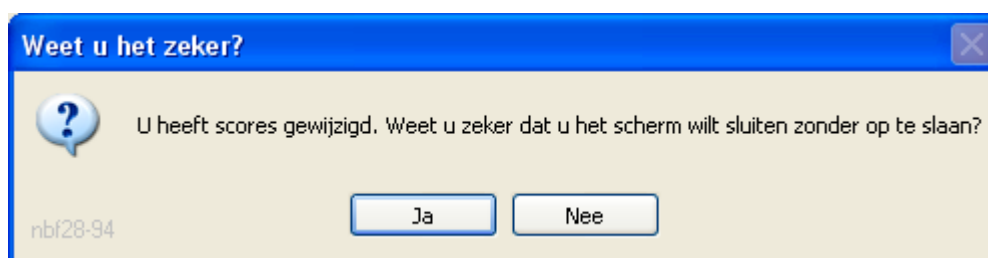 Weet u het zeker?
U heeft scores gewijzigd. Weet u zeker dat u het scherm wilt sluiten zonder op te slaan?
Ja
Nee
nbf28-94